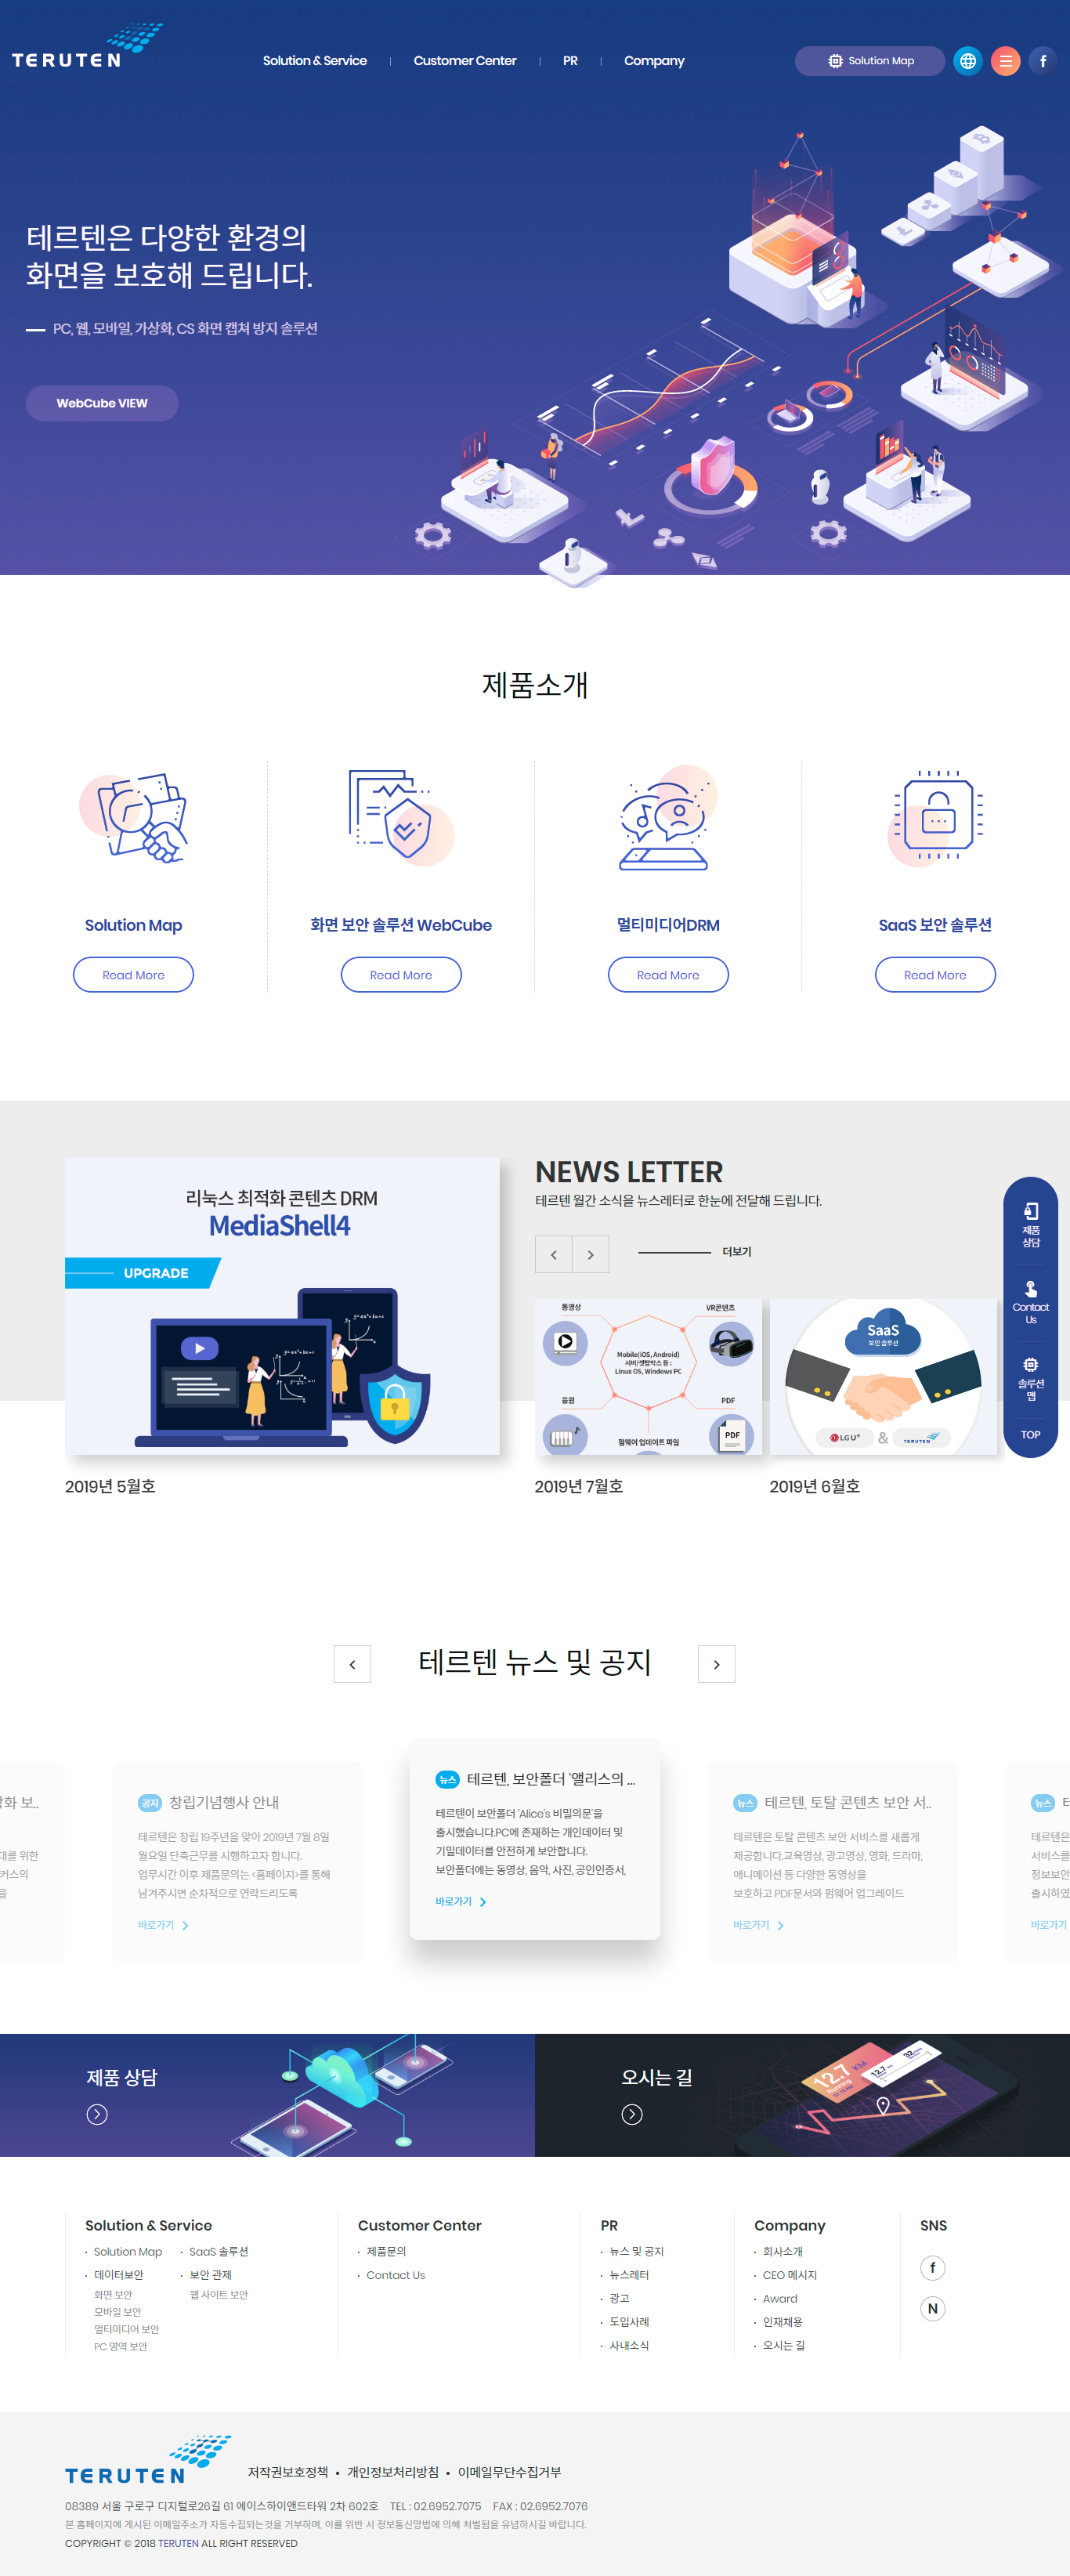 TERUTEN
Solution & Service
Customer Center
PR
Company
Solution Map
테르텐은 다양한 환경의
화면을 보호해 드립니다.
PC, 웹, 모바일, 가상화, CS 화면 캡쳐 방지 솔루션
WebCube VIEW
제품소개
Solution Map
화면 보안 솔루션 WebCube
멀티미디어DRM
SaaS 보안 솔루션
Read More
Read More
Read More
Read More
리눅스 최적화 콘텐츠 DRM
MediaShell4
UPGRADE
2019년 5월호
NEWS LETTER
테르텐 월간 소식을 뉴스레터로 한눈에 전달해 드립니다.
더보기
동영상
VR콘텐츠
Mobile(iOS, Android)
서버/셋탑박스 등 :
Linux OS, Windows PC
음원
PDF
PDF
펌웨어 업데이트 파일
2019년 7월호
SaaS
보안 솔루션
LG U+
&
TERUTEN
2019년 6월호
제품
상담
Contact
Us
솔루션
맵
TOP
테르텐 뉴스 및 공지
화 보..
대를 위한
커스의
을
공지 창립기념행사 안내
테르텐은 창립 19주년을 맞아 2019년 7월 8일
월요일 단축근무를 시행하고자 합니다.
업무시간 이후 제품문의는 <홈페이지>를 통해
남겨주시면 순차적으로 연락드리도록
바로가기
뉴스 테르텐, 보안폴더 '앨리스의 ...
테르텐이 보안폴더 'Alice's 비밀의문'을
출시했습니다.PC에 존재하는 개인데이터 및
기밀데이터를 안전하게 보안합니다.
보안폴더에는 동영상, 음악, 사진, 공인인증서,
바로가기
뉴스 테르텐, 토탈 콘텐츠 보안 서..
테르텐은 토탈 콘텐츠 보안 서비스를 새롭게
제공합니다.교육영상, 광고영상, 영화, 드라마,
애니메이션 등 다양한 동영상을
보호하고 PDF문서와 펌웨어 업그레이드
바로가기
뉴스
테르텐은
서비스를
정보보안
출시하였
바로가기
제품 상담
오시는 길
12.7 KM
Running
12.7
32
Solution & Service
Solution Map
데이터보안
화면 보안
모바일 보안
멀티미디어 보안
PC 영역 보안
SaaS 솔루션
보안 관제
웹 사이트 보안
Customer Center
제품문의
Contact Us
PR
뉴스 및 공지
뉴스레터
광고
도입사례
사내소식
Company
회사소개
CEO 메시지
Award
인재채용
오시는 길
SNS
f
N
TERUTEN
저작권보호정책 • 개인정보처리방침 • 이메일무단수집거부
08389 서울 구로구 디지털로26길 61 에이스하이앤드타워 2차 602호 TEL : 02.6952.7075 FAX : 02.6952.7076
본 홈페이지에 게시된 이메일주소가 자동수집되는것을 거부하며, 이를 위반 시 정보통신망법에 의해 처벌됨을 유념하시길 바랍니다.
COPYRIGHT © 2018 TERUTEN ALL RIGHT RESERVED